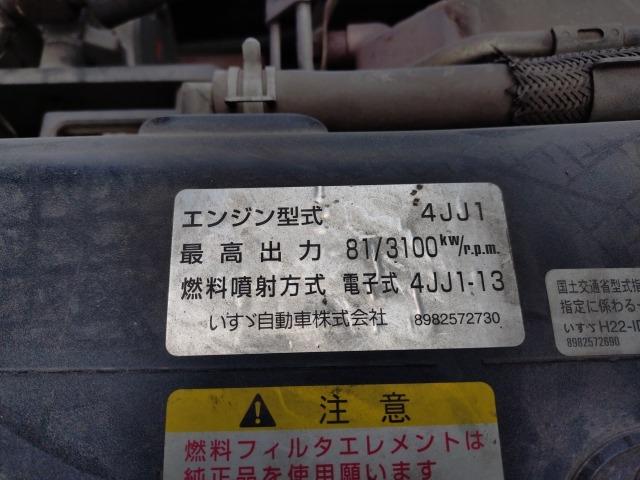 エンジン型式 4JJ1
最高出力 81/3100kW/r.p.m.
燃料噴射方式 電子式 4JJ1-13
いすゞ自動車株式会社 8982572730
国土交通省型式指
指定に係わる
いすゞH22-
8982572690
注意
燃料フィルタエレメントは
純正品を使用願います